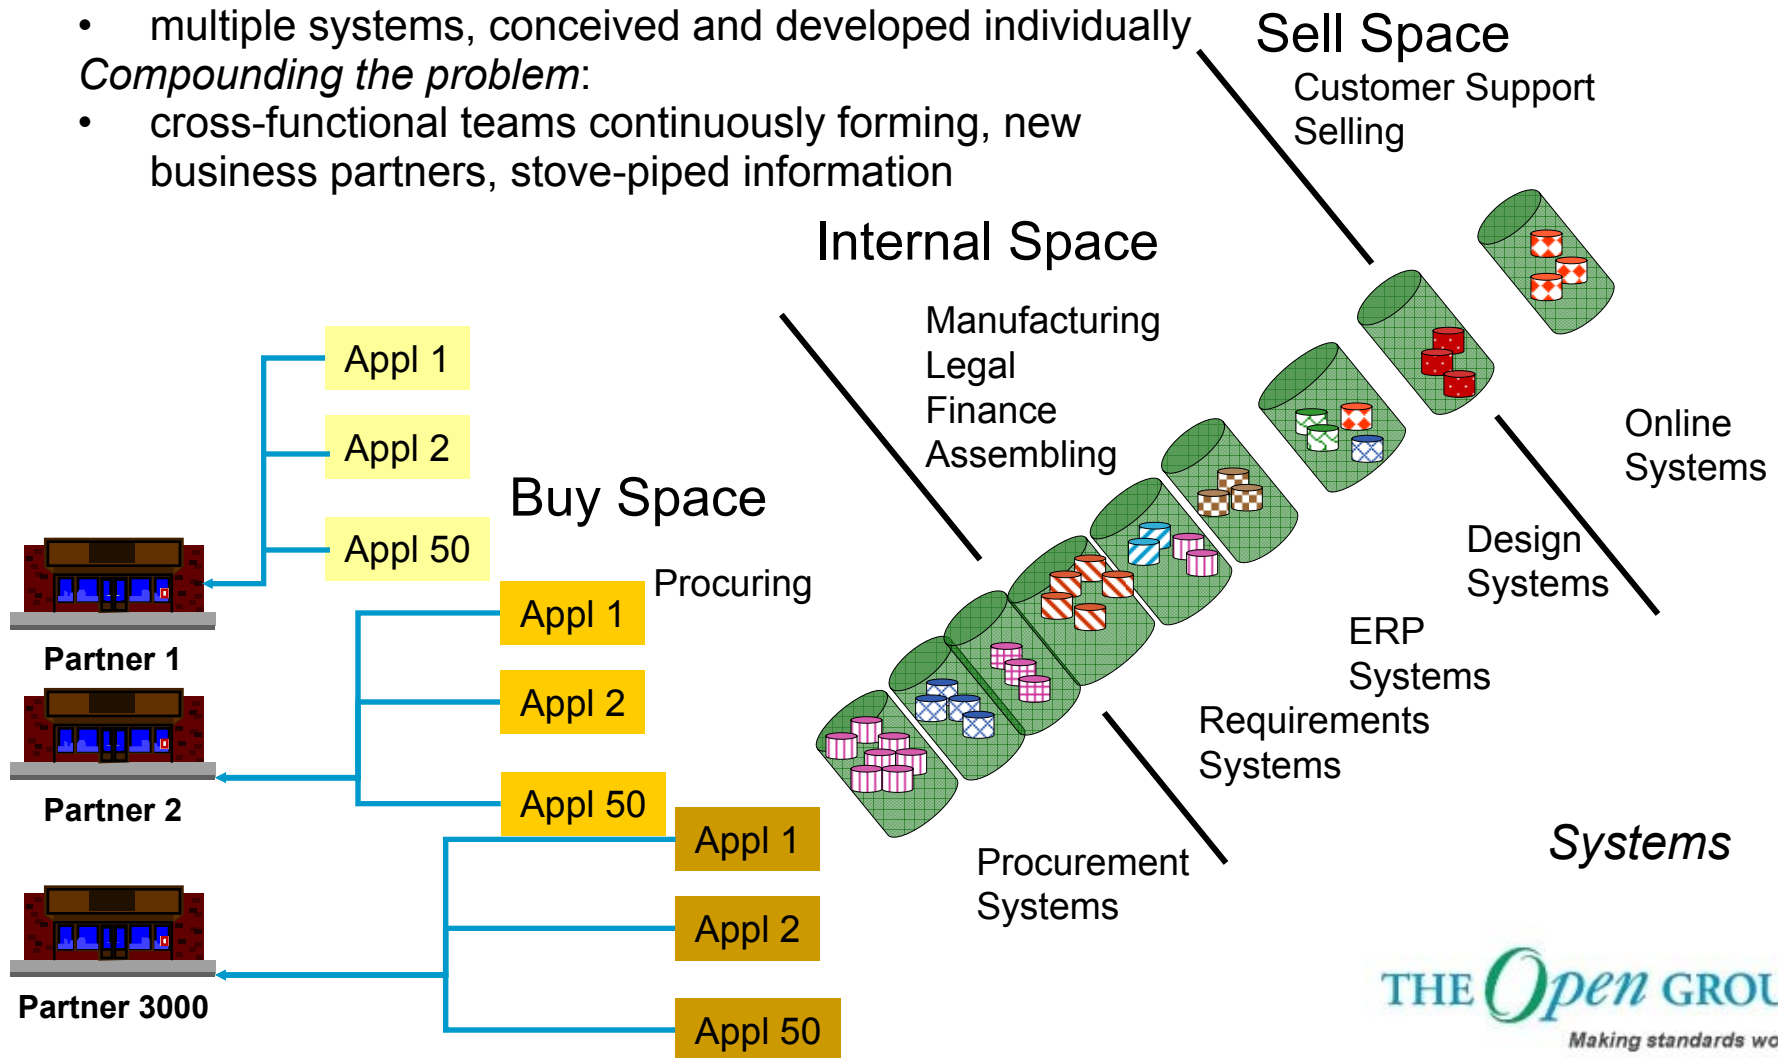 • multiple systems, conceived and developed individually
Compounding the problem:
• cross-functional teams continuously forming, new
business partners, stove-piped information
Sell Space
Customer Support
Selling
Internal Space
Manufacturing
Legal
Finance
Assembling
Buy Space
Procuring
Appl 1
Appl 2
Appl 50
Partner 1
Appl 1
Appl 2
Appl 50
Partner 2
Appl 1
Appl 2
Appl 50
Partner 3000
Online
Systems
Design
Systems
ERP
Systems
Requirements
Systems
Procurement
Systems
Systems
THE Open GROU
Making standards wo